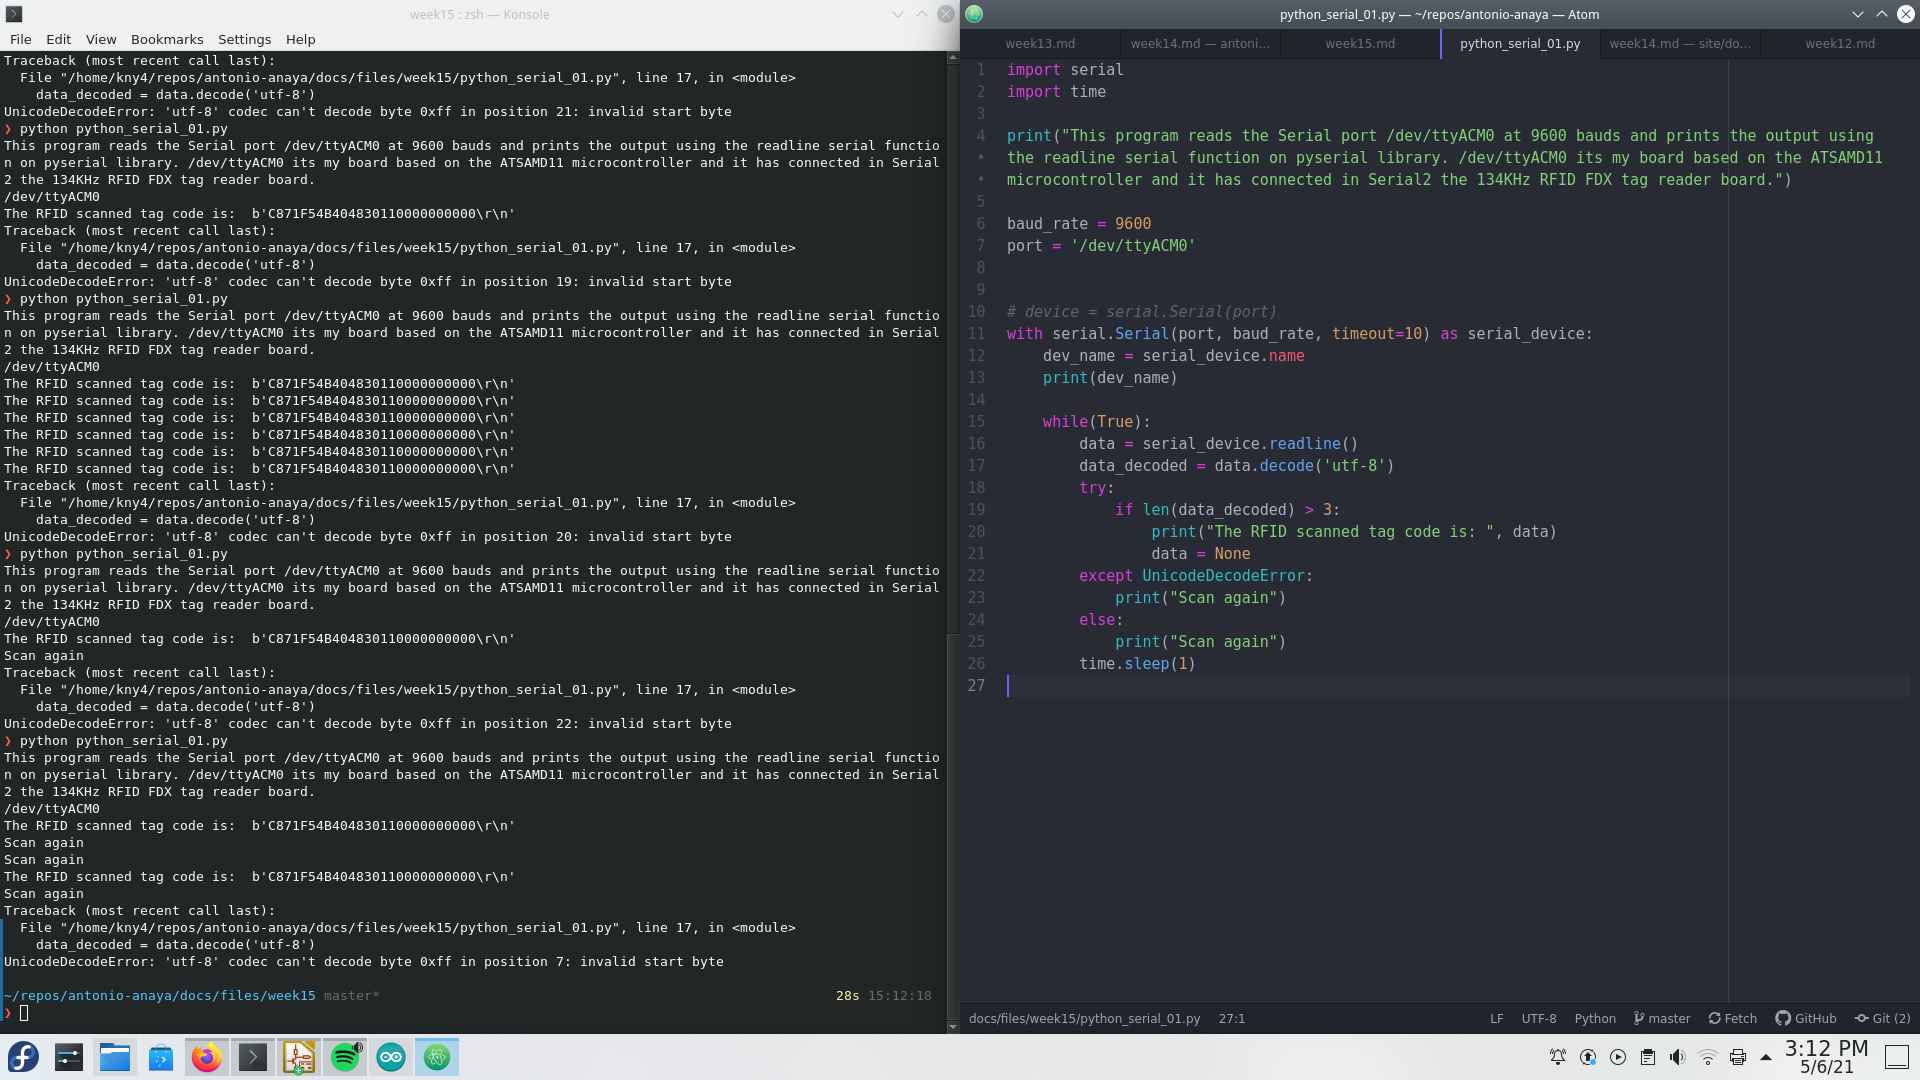 week15 : zsh — Konsole
File Edit View Bookmarks Settings Help
Traceback (most recent call last):
  File "/home/kny4/repos/antonio-anaya/docs/files/week15/python_serial_01.py", line 17, in <module>
    data_decoded = data.decode('utf-8')
UnicodeDecodeError: 'utf-8' codec can't decode byte 0xff in position 21: invalid start byte
❯ python python_serial_01.py
This program reads the Serial port /dev/ttyACM0 at 9600 bauds and prints the output using the readline serial functio
n on pyserial library. /dev/ttyACM0 its my board based on the ATSAMD11 microcontroller and it has connected in Serial
2 the 134KHz RFID FDX tag reader board.
/dev/ttyACM0
The RFID scanned tag code is:  b'C871F54B404830110000000000\r\n'
Traceback (most recent call last):
  File "/home/kny4/repos/antonio-anaya/docs/files/week15/python_serial_01.py", line 17, in <module>
    data_decoded = data.decode('utf-8')
UnicodeDecodeError: 'utf-8' codec can't decode byte 0xff in position 19: invalid start byte
❯ python python_serial_01.py
This program reads the Serial port /dev/ttyACM0 at 9600 bauds and prints the output using the readline serial functio
n on pyserial library. /dev/ttyACM0 its my board based on the ATSAMD11 microcontroller and it has connected in Serial
2 the 134KHz RFID FDX tag reader board.
/dev/ttyACM0
The RFID scanned tag code is:  b'C871F54B404830110000000000\r\n'
The RFID scanned tag code is:  b'C871F54B404830110000000000\r\n'
The RFID scanned tag code is:  b'C871F54B404830110000000000\r\n'
The RFID scanned tag code is:  b'C871F54B404830110000000000\r\n'
The RFID scanned tag code is:  b'C871F54B404830110000000000\r\n'
The RFID scanned tag code is:  b'C871F54B404830110000000000\r\n'
Traceback (most recent call last):
  File "/home/kny4/repos/antonio-anaya/docs/files/week15/python_serial_01.py", line 17, in <module>
    data_decoded = data.decode('utf-8')
UnicodeDecodeError: 'utf-8' codec can't decode byte 0xff in position 20: invalid start byte
❯ python python_serial_01.py
This program reads the Serial port /dev/ttyACM0 at 9600 bauds and prints the output using the readline serial functio
n on pyserial library. /dev/ttyACM0 its my board based on the ATSAMD11 microcontroller and it has connected in Serial
2 the 134KHz RFID FDX tag reader board.
/dev/ttyACM0
The RFID scanned tag code is:  b'C871F54B404830110000000000\r\n'
Scan again
Traceback (most recent call last):
  File "/home/kny4/repos/antonio-anaya/docs/files/week15/python_serial_01.py", line 17, in <module>
    data_decoded = data.decode('utf-8')
UnicodeDecodeError: 'utf-8' codec can't decode byte 0xff in position 22: invalid start byte
❯ python python_serial_01.py
This program reads the Serial port /dev/ttyACM0 at 9600 bauds and prints the output using the readline serial functio
n on pyserial library. /dev/ttyACM0 its my board based on the ATSAMD11 microcontroller and it has connected in Serial
2 the 134KHz RFID FDX tag reader board.
/dev/ttyACM0
The RFID scanned tag code is:  b'C871F54B404830110000000000\r\n'
Scan again
Scan again
The RFID scanned tag code is:  b'C871F54B404830110000000000\r\n'
Scan again
Traceback (most recent call last):
  File "/home/kny4/repos/antonio-anaya/docs/files/week15/python_serial_01.py", line 17, in <module>
    data_decoded = data.decode('utf-8')
UnicodeDecodeError: 'utf-8' codec can't decode byte 0xff in position 7: invalid start byte
~/repos/antonio-anaya/docs/files/week15 master* 28s 15:12:18
❯
python_serial_01.py — ~/repos/antonio-anaya — Atom
week13.md week14.md — antoni... week15.md python_serial_01.py week14.md — site/do... week12.md
1 import serial
2 import time
3
4 print("This program reads the Serial port /dev/ttyACM0 at 9600 bauds and prints the output using
• the readline serial function on pyserial library. /dev/ttyACM0 its my board based on the ATSAMD11
• microcontroller and it has connected in Serial2 the 134KHz RFID FDX tag reader board.")
5
6 baud_rate = 9600
7 port = '/dev/ttyACM0'
8
9
10 # device = serial.Serial(port)
11 with serial.Serial(port, baud_rate, timeout=10) as serial_device:
12     dev_name = serial_device.name
13     print(dev_name)
14
15     while(True):
16         data = serial_device.readline()
17         data_decoded = data.decode('utf-8')
18         try:
19             if len(data_decoded) > 3:
20                 print("The RFID scanned tag code is: ", data)
21                 data = None
22         except UnicodeDecodeError:
23             print("Scan again")
24         else:
25             print("Scan again")
26         time.sleep(1)
27
docs/files/week15/python_serial_01.py 27:1 LF UTF-8 Python master Fetch GitHub Git (2)
3:12 PM
5/6/21